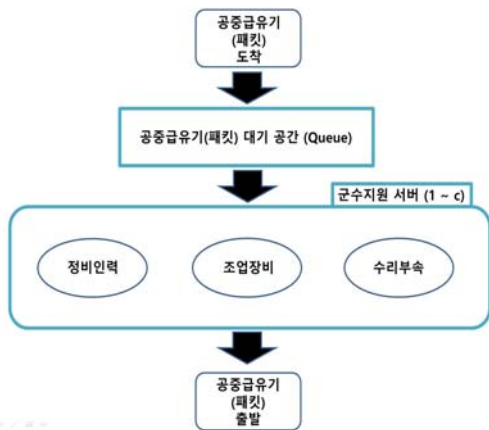 공중급유기
(패킷)
도착
공중급유기(패킷) 대기 공간 (Queue)
군수지원 서버 (1 ~ c)
정비인력
조업장비
수리부속
공중급유기
(패킷)
출발